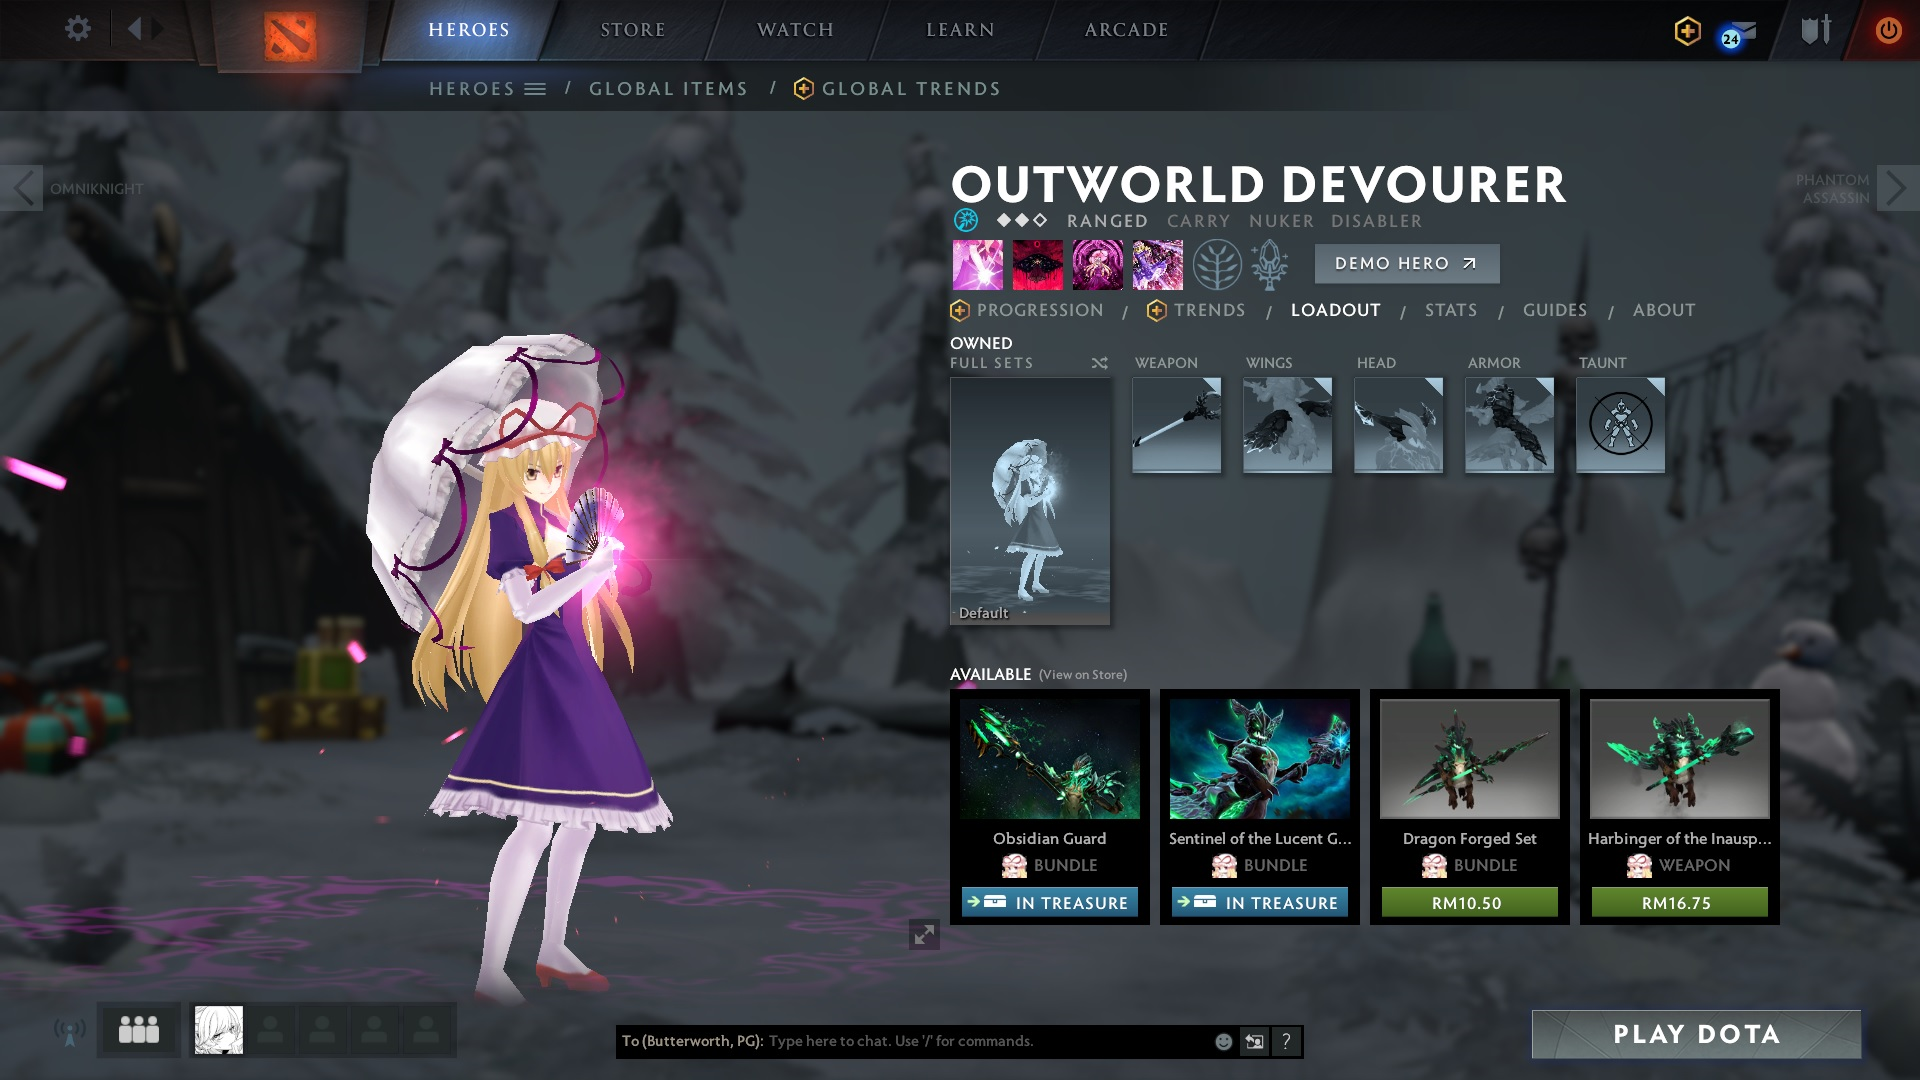 HEROES
STORE
WATCH
LEARN
ARCADE
24
HEROES / GLOBAL ITEMS / GLOBAL TRENDS
OMNIKNIGHT
OUTWORLD DEVOURER
PHANTOM
ASSASSIN
RANGED CARRY NUKER DISABLER
DEMO HERO
PROGRESSION / TRENDS / LOADOUT / STATS / GUIDES / ABOUT
OWNED
FULL SETS
WEAPON
WINGS
HEAD
ARMOR
TAUNT
Default
AVAILABLE (View on Store)
Obsidian Guard
BUNDLE
IN TREASURE
Sentinel of the Lucent G...
BUNDLE
IN TREASURE
Dragon Forged Set
BUNDLE
RM10.50
Harbinger of the Inausp...
WEAPON
RM16.75
To (Butterworth, PG): Type here to chat. Use '/' for commands.
?
PLAY DOTA